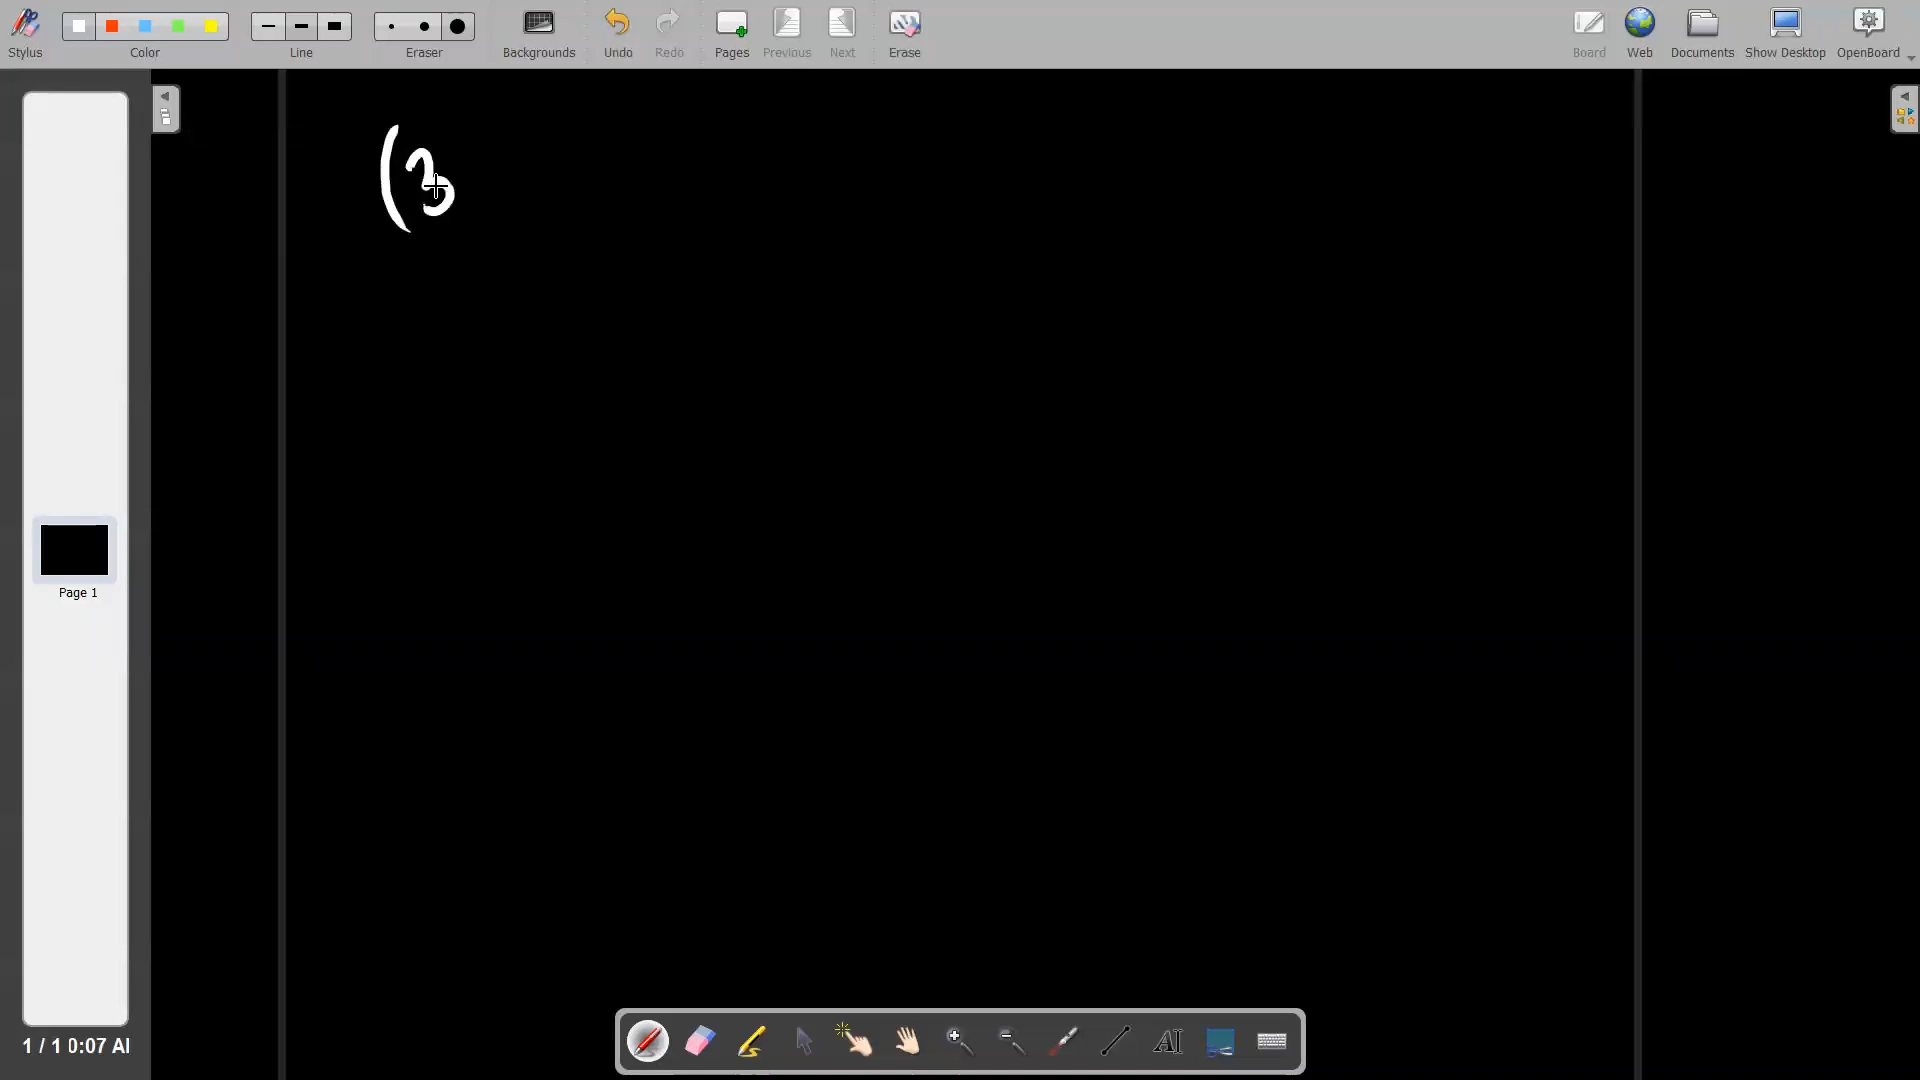 Stylus Color Line Eraser Backgrounds Undo Redo Pages Previous Next Erase Board Web Documents Show Desktop OpenBoard
(3
Page 1
1 / 1 0:07 AI
AI